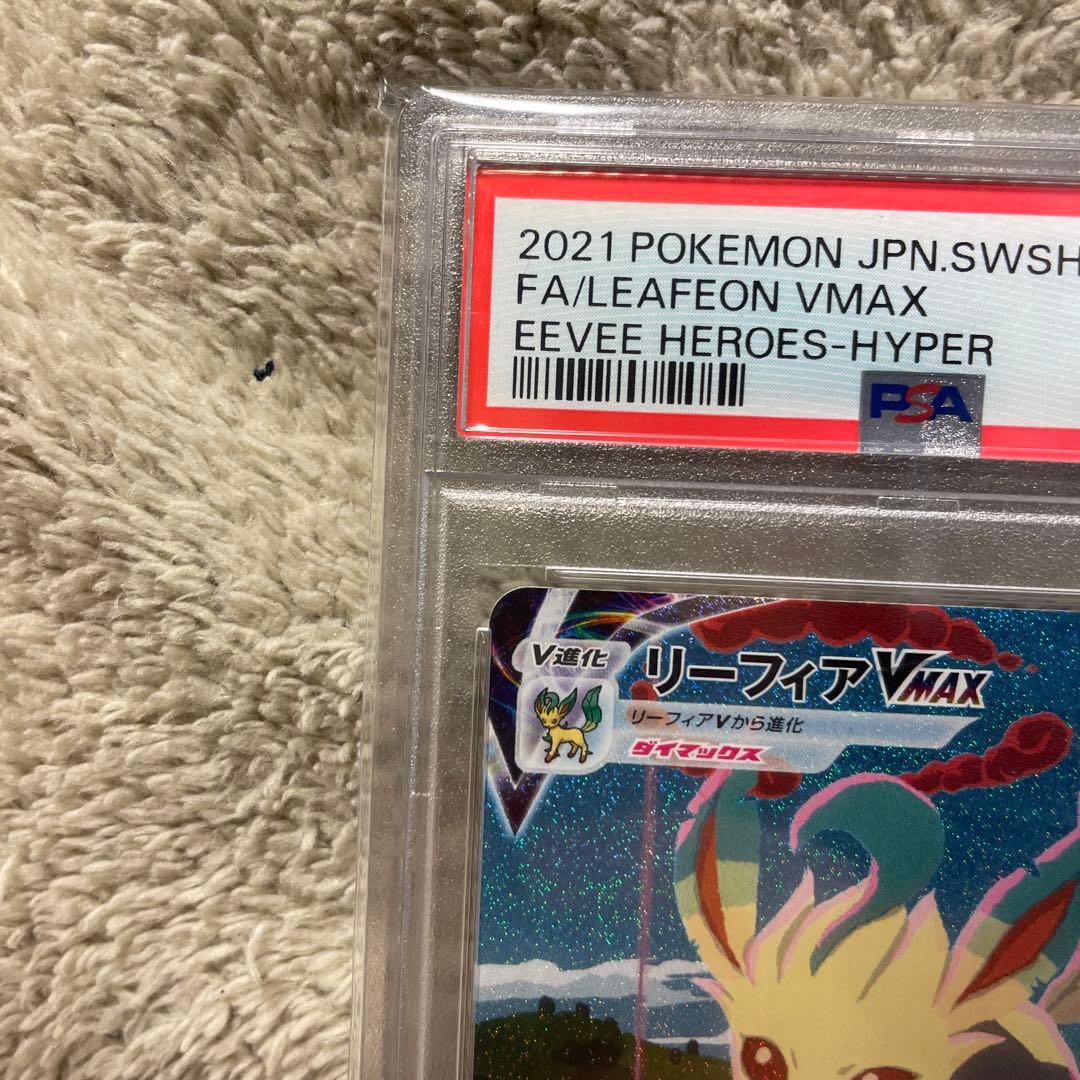 2021 POKEMON JPN.SWSH
FA/LEAFEON VMAX
EEVEE HEROES-HYPER
PSA
V進化
リーフィアVMAX
リーフィアVから進化
ダイマックス